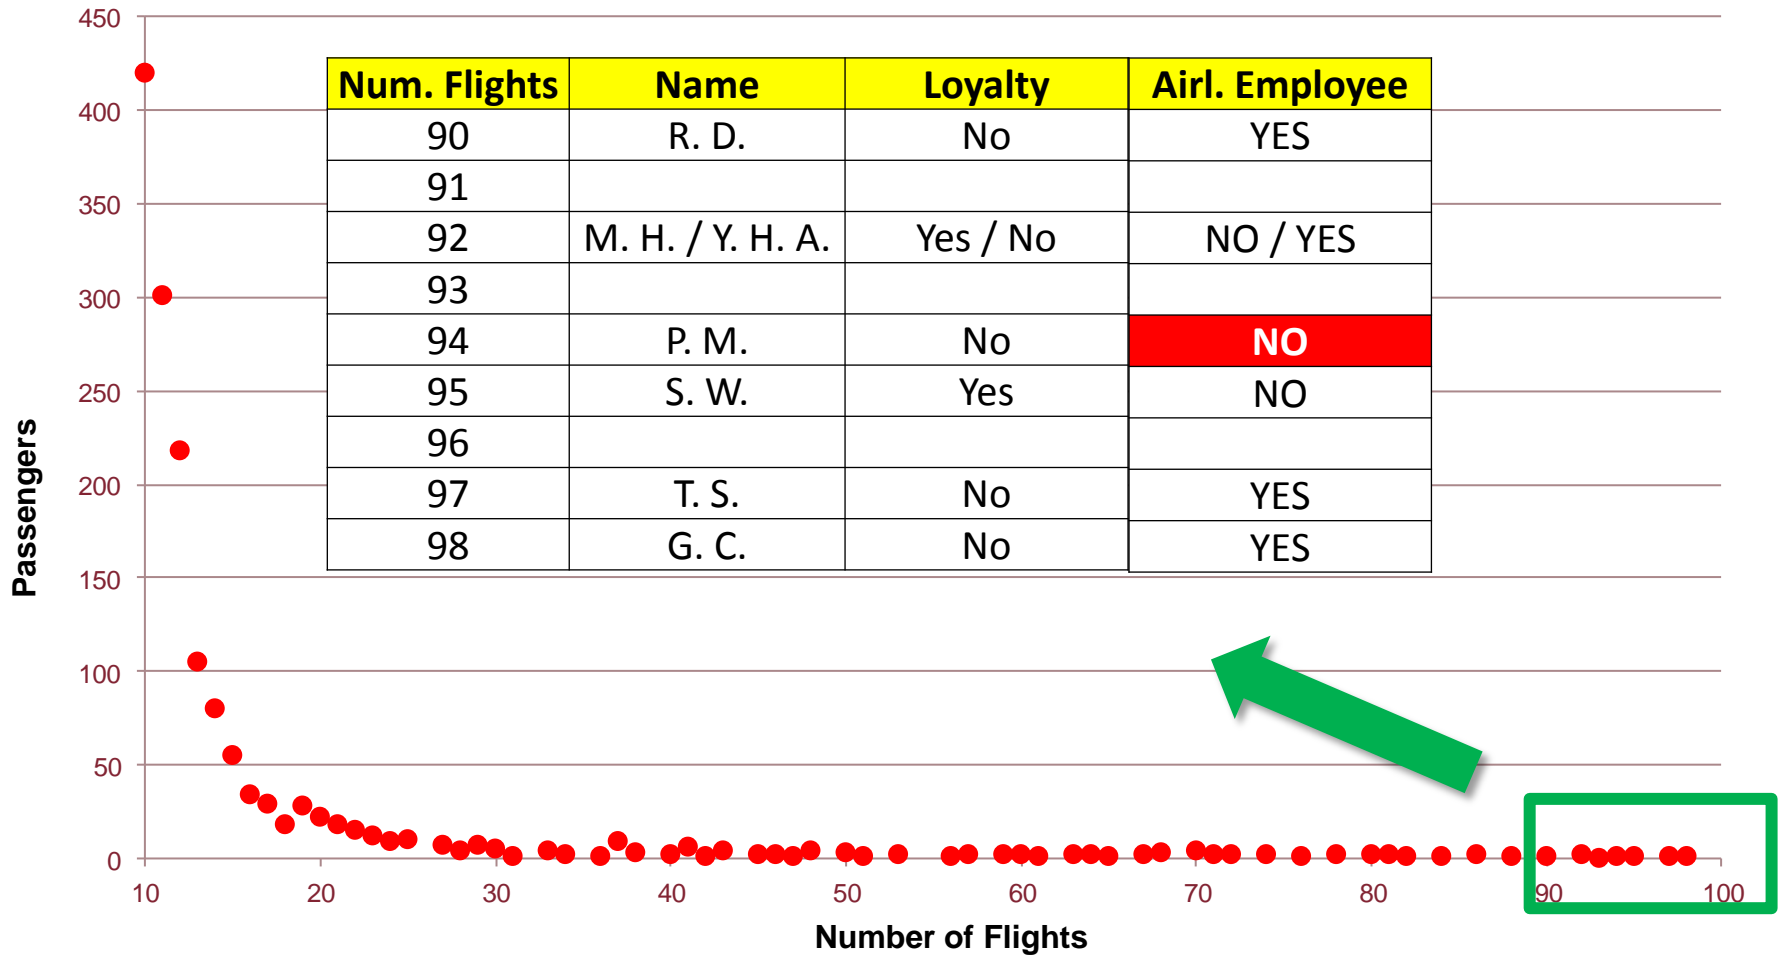 450
400
350
300
250
200
150
100
50
0
Passengers
Num. Flights Name Loyalty Airl. Employee
90 R. D. No YES
91
92 M. H. / Y. H. A. Yes / No NO / YES
93
94 P. M. No NO
95 S. W. Yes NO
96
97 T. S. No YES
98 G. C. No YES
10 20 30 40 50 60 70 80 90 100
Number of Flights